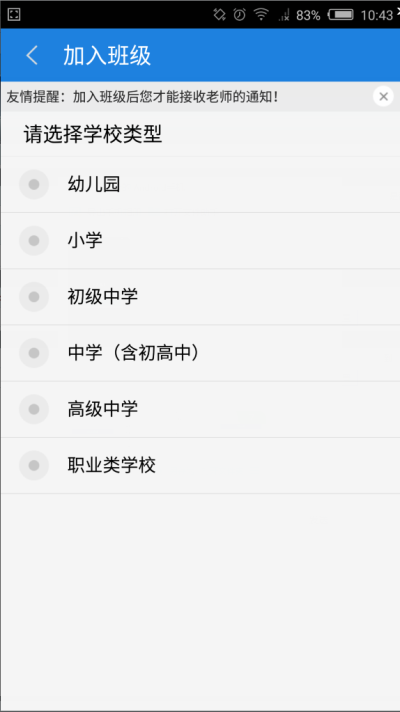 83% 10:43
加入班级
友情提醒：加入班级后您才能接收老师的通知！
请选择学校类型
幼儿园
小学
初级中学
中学（含初高中）
高级中学
职业类学校